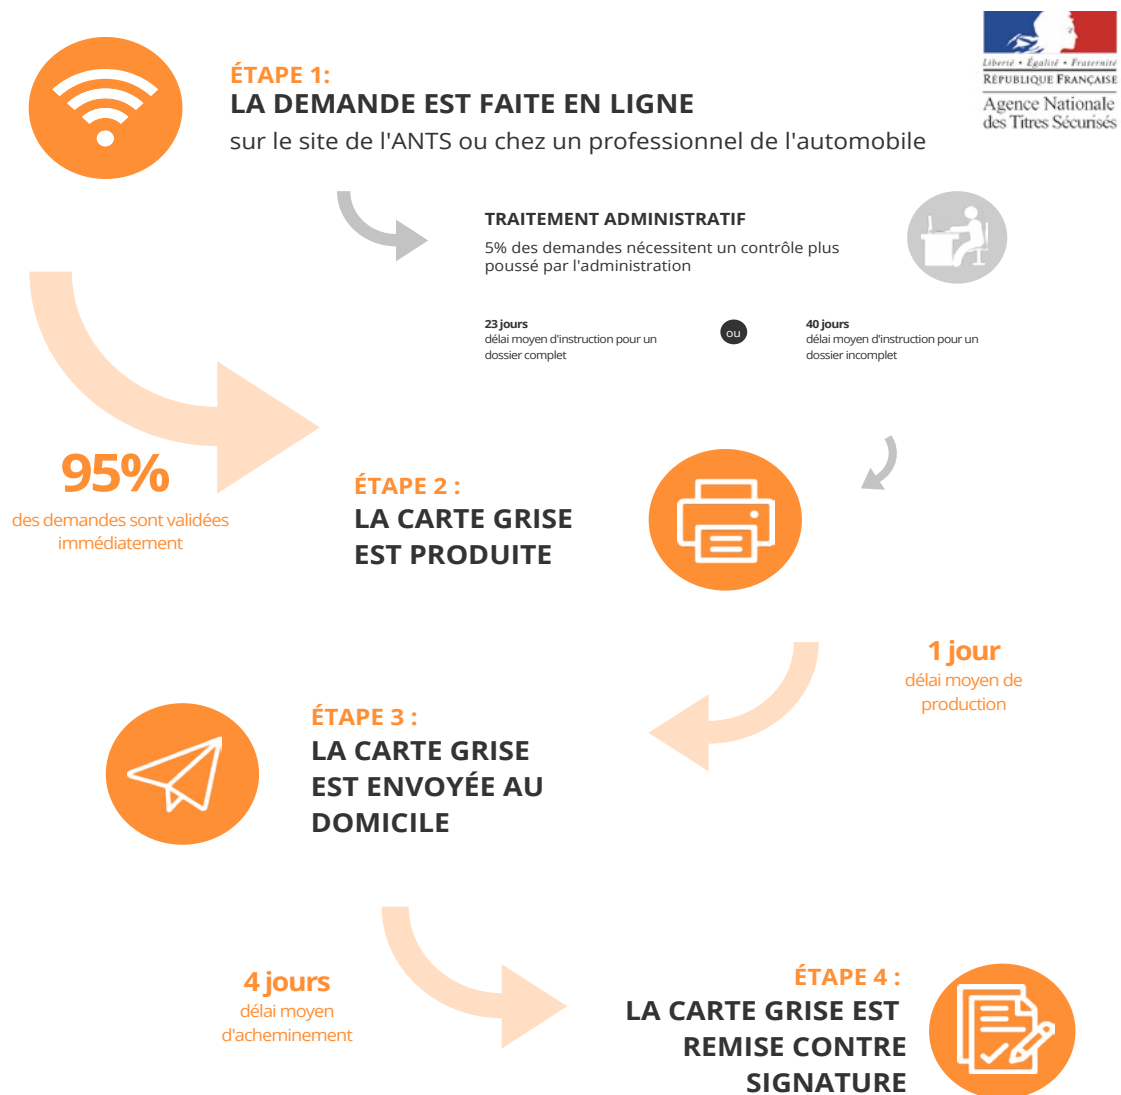 Liberté • Égalité • Fraternité
RÉPUBLIQUE FRANÇAISE
Agence Nationale
des Titres Sécurisés
ÉTAPE 1:
LA DEMANDE EST FAITE EN LIGNE
sur le site de l'ANTS ou chez un professionnel de l'automobile
TRAITEMENT ADMINISTRATIF
5% des demandes nécessitent un contrôle plus
poussé par l'administration
23 jours
délai moyen d'instruction pour un
dossier complet
ou
40 jours
délai moyen d'instruction pour un
dossier incomplet
95%
des demandes sont validées
immédiatement
ÉTAPE 2 :
LA CARTE GRISE
EST PRODUITE
1 jour
délai moyen de
production
ÉTAPE 3 :
LA CARTE GRISE
EST ENVOYÉE AU
DOMICILE
4 jours
délai moyen
d'acheminement
ÉTAPE 4 :
LA CARTE GRISE EST
REMISE CONTRE
SIGNATURE